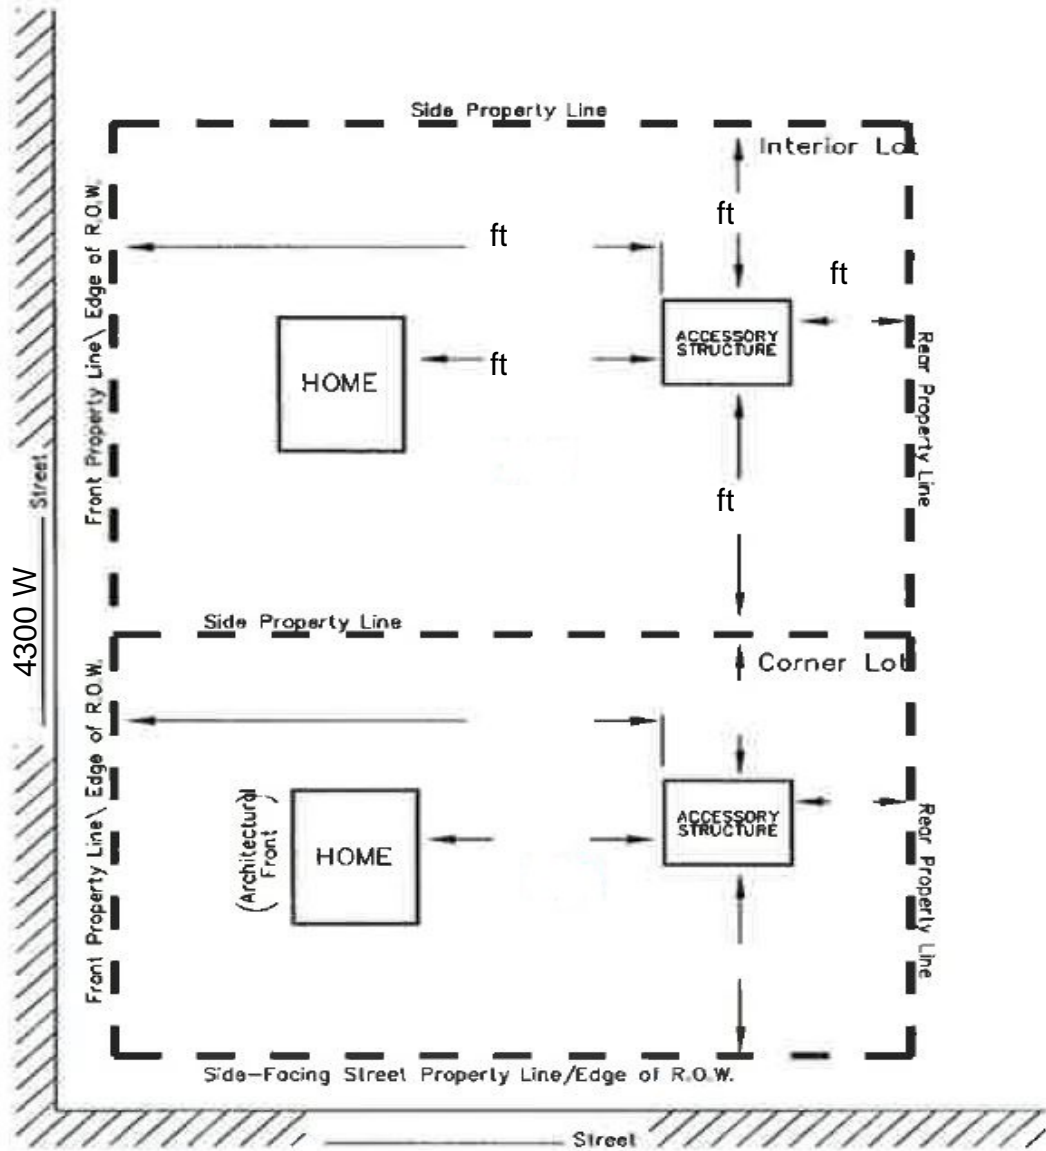 Side Property Line
Interior Lot
Front Property Line\ Edge of R.O.W.
ft
ft
ft
ACCESSORY
STRUCTURE
HOME
ft
Rear Property Line
ft
Street
4300 W
Side Property Line
Corner Lot
Front Property Line\ Edge of R.O.W.
(Architectural
Front)
HOME
ACCESSORY
STRUCTURE
Rear Property Line
Side-Facing Street Property Line/Edge of R.O.W.
Street